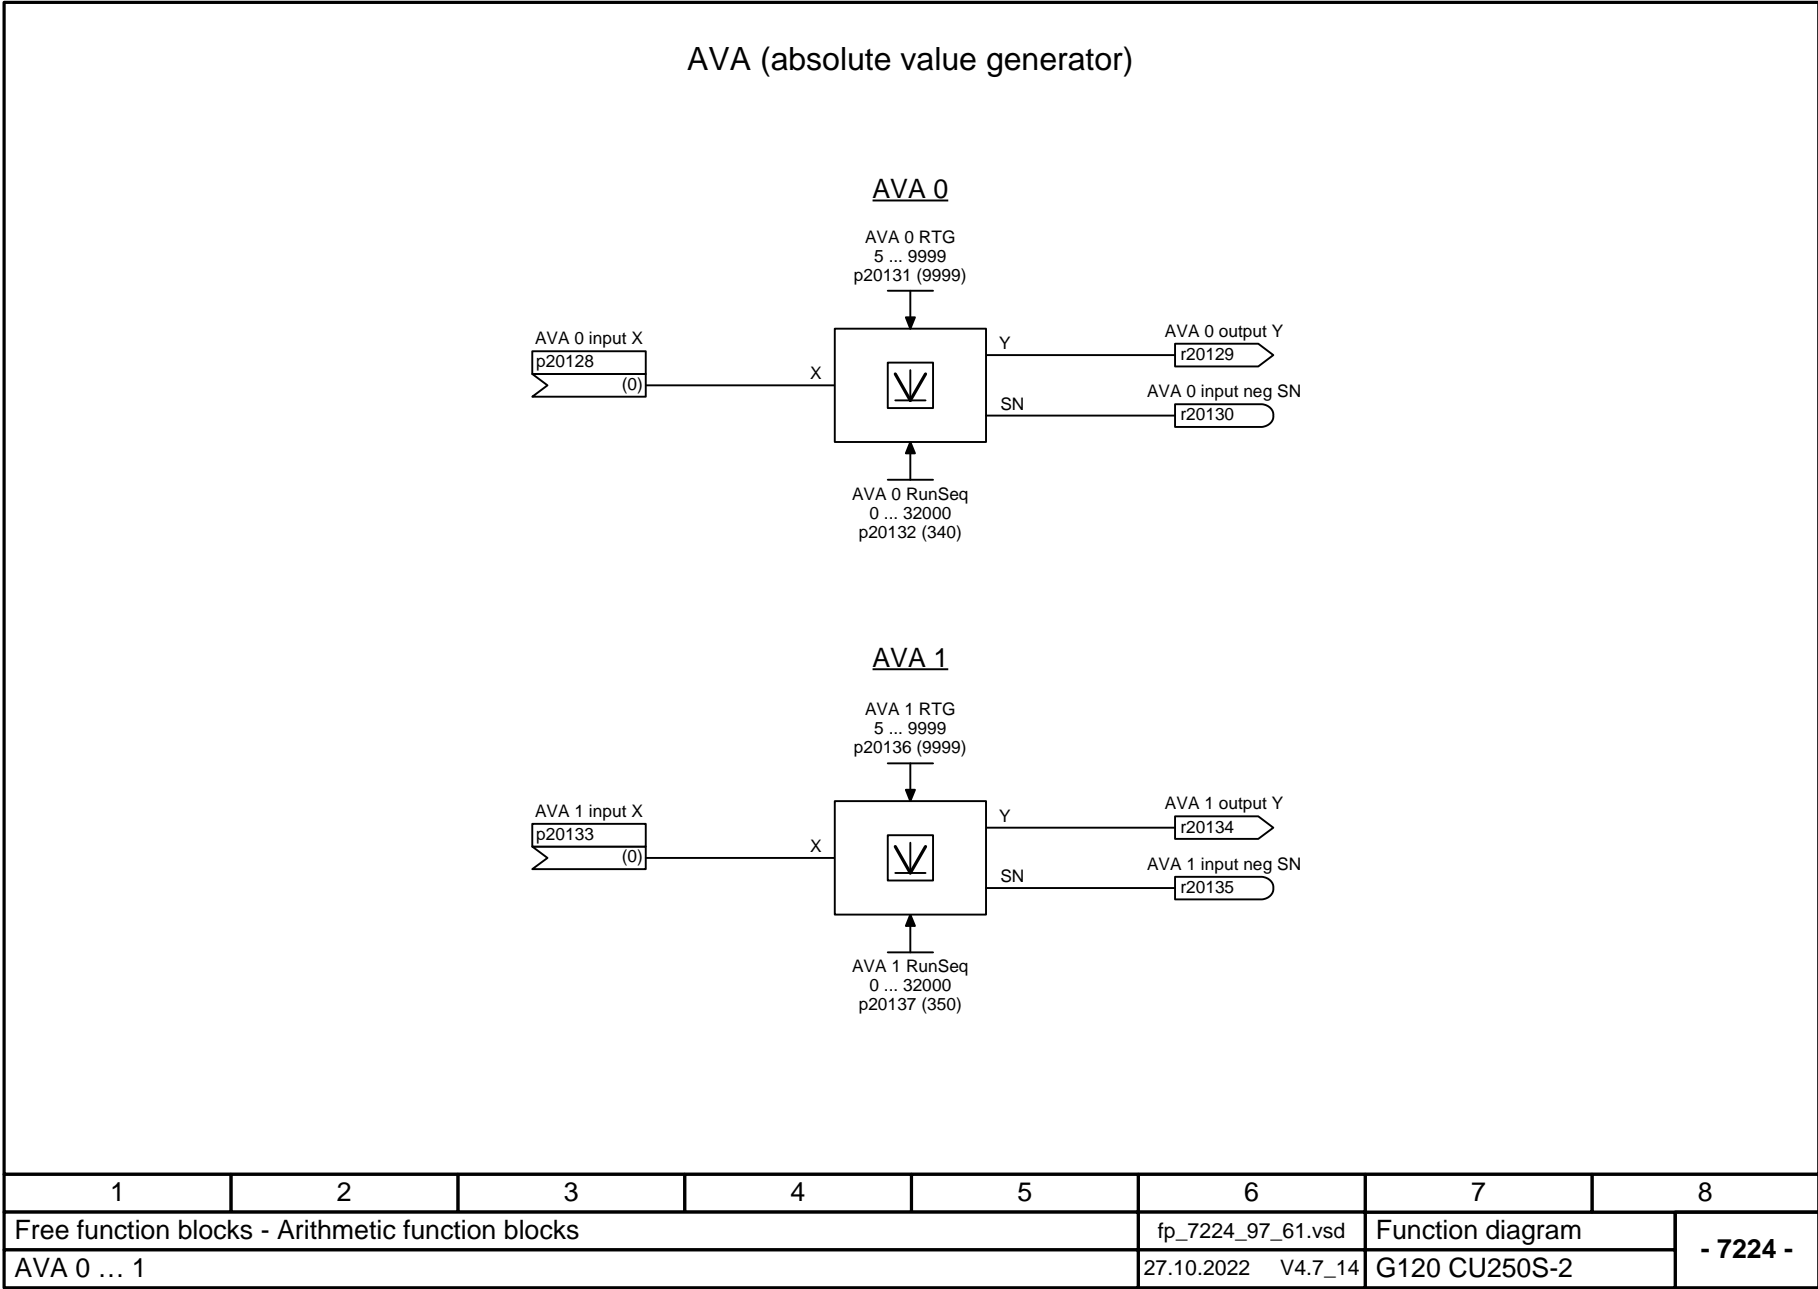 AVA (absolute value generator)
AVA 0
AVA 0 RTG
5 ... 9999
p20131 (9999)
AVA 0 input X
p20128
(0)
X
Y
AVA 0 output Y
r20129
SN
AVA 0 input neg SN
r20130
AVA 0 RunSeq
0 ... 32000
p20132 (340)
AVA 1
AVA 1 RTG
5 ... 9999
p20136 (9999)
AVA 1 input X
p20133
(0)
X
Y
AVA 1 output Y
r20134
SN
AVA 1 input neg SN
r20135
AVA 1 RunSeq
0 ... 32000
p20137 (350)
1 2 3 4 5 6 7 8
Free function blocks - Arithmetic function blocks fp_7224_97_61.vsd Function diagram
- 7224 -
AVA 0 … 1 27.10.2022 V4.7_14 G120 CU250S-2